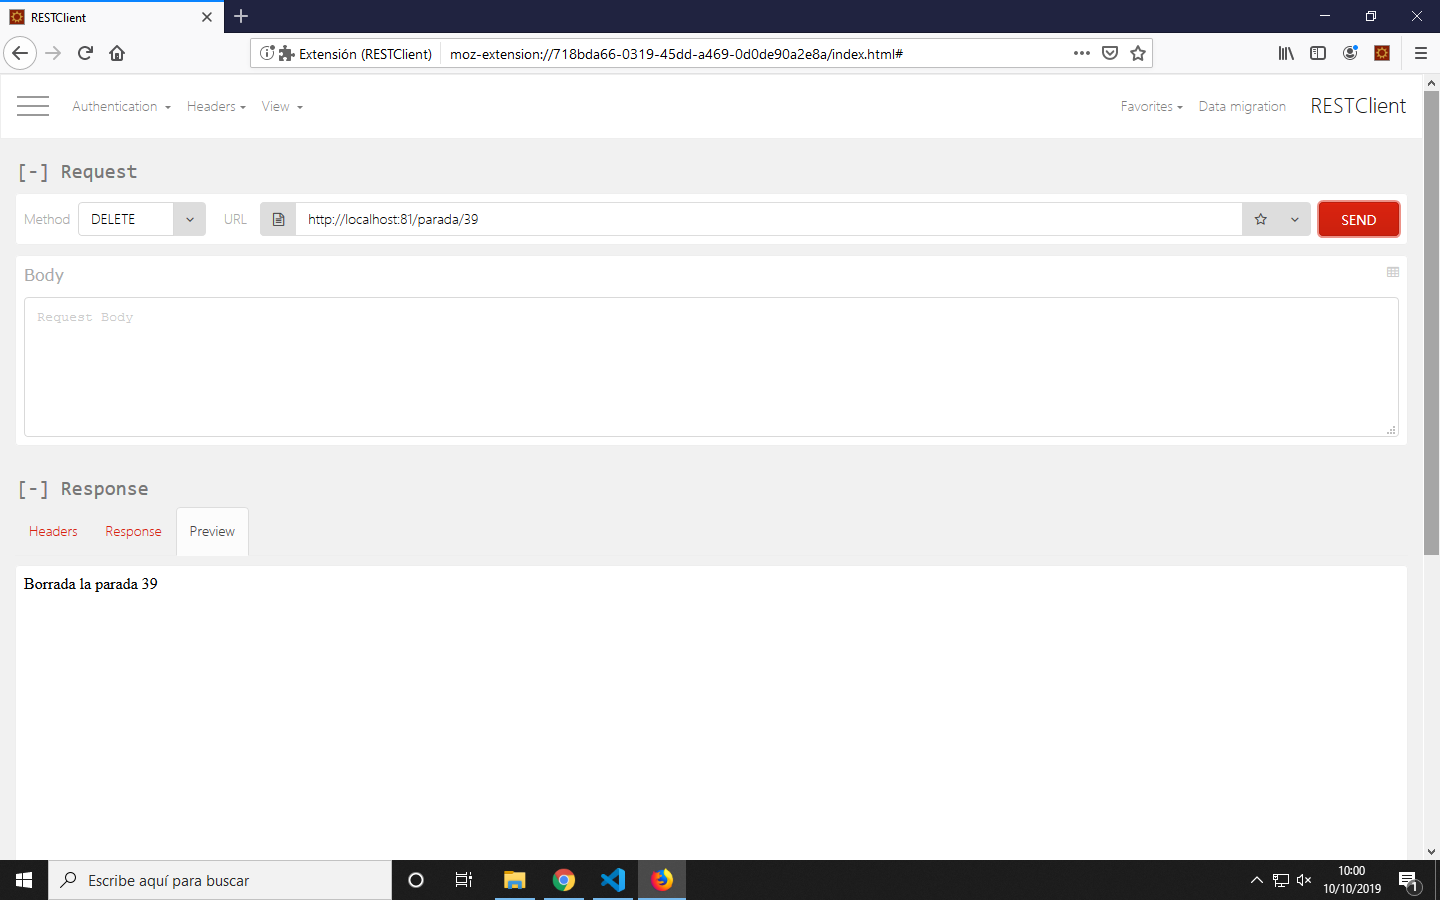 RESTClient
Extensión (RESTClient)
moz-extension://718bda66-0319-45dd-a469-0d0de90a2e8a/index.html#
Authentication
Headers
View
Favorites
Data migration
RESTClient
[-] Request
Method
DELETE
URL
http://localhost:81/parada/39
SEND
Body
Request Body
[-] Response
Headers
Response
Preview
Borrada la parada 39
Escribe aquí para buscar
10:00
10/10/2019
1